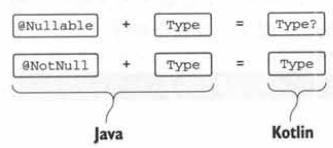 @Nullable + Type = Type?
@NotNull + Type = Type
Java Kotlin